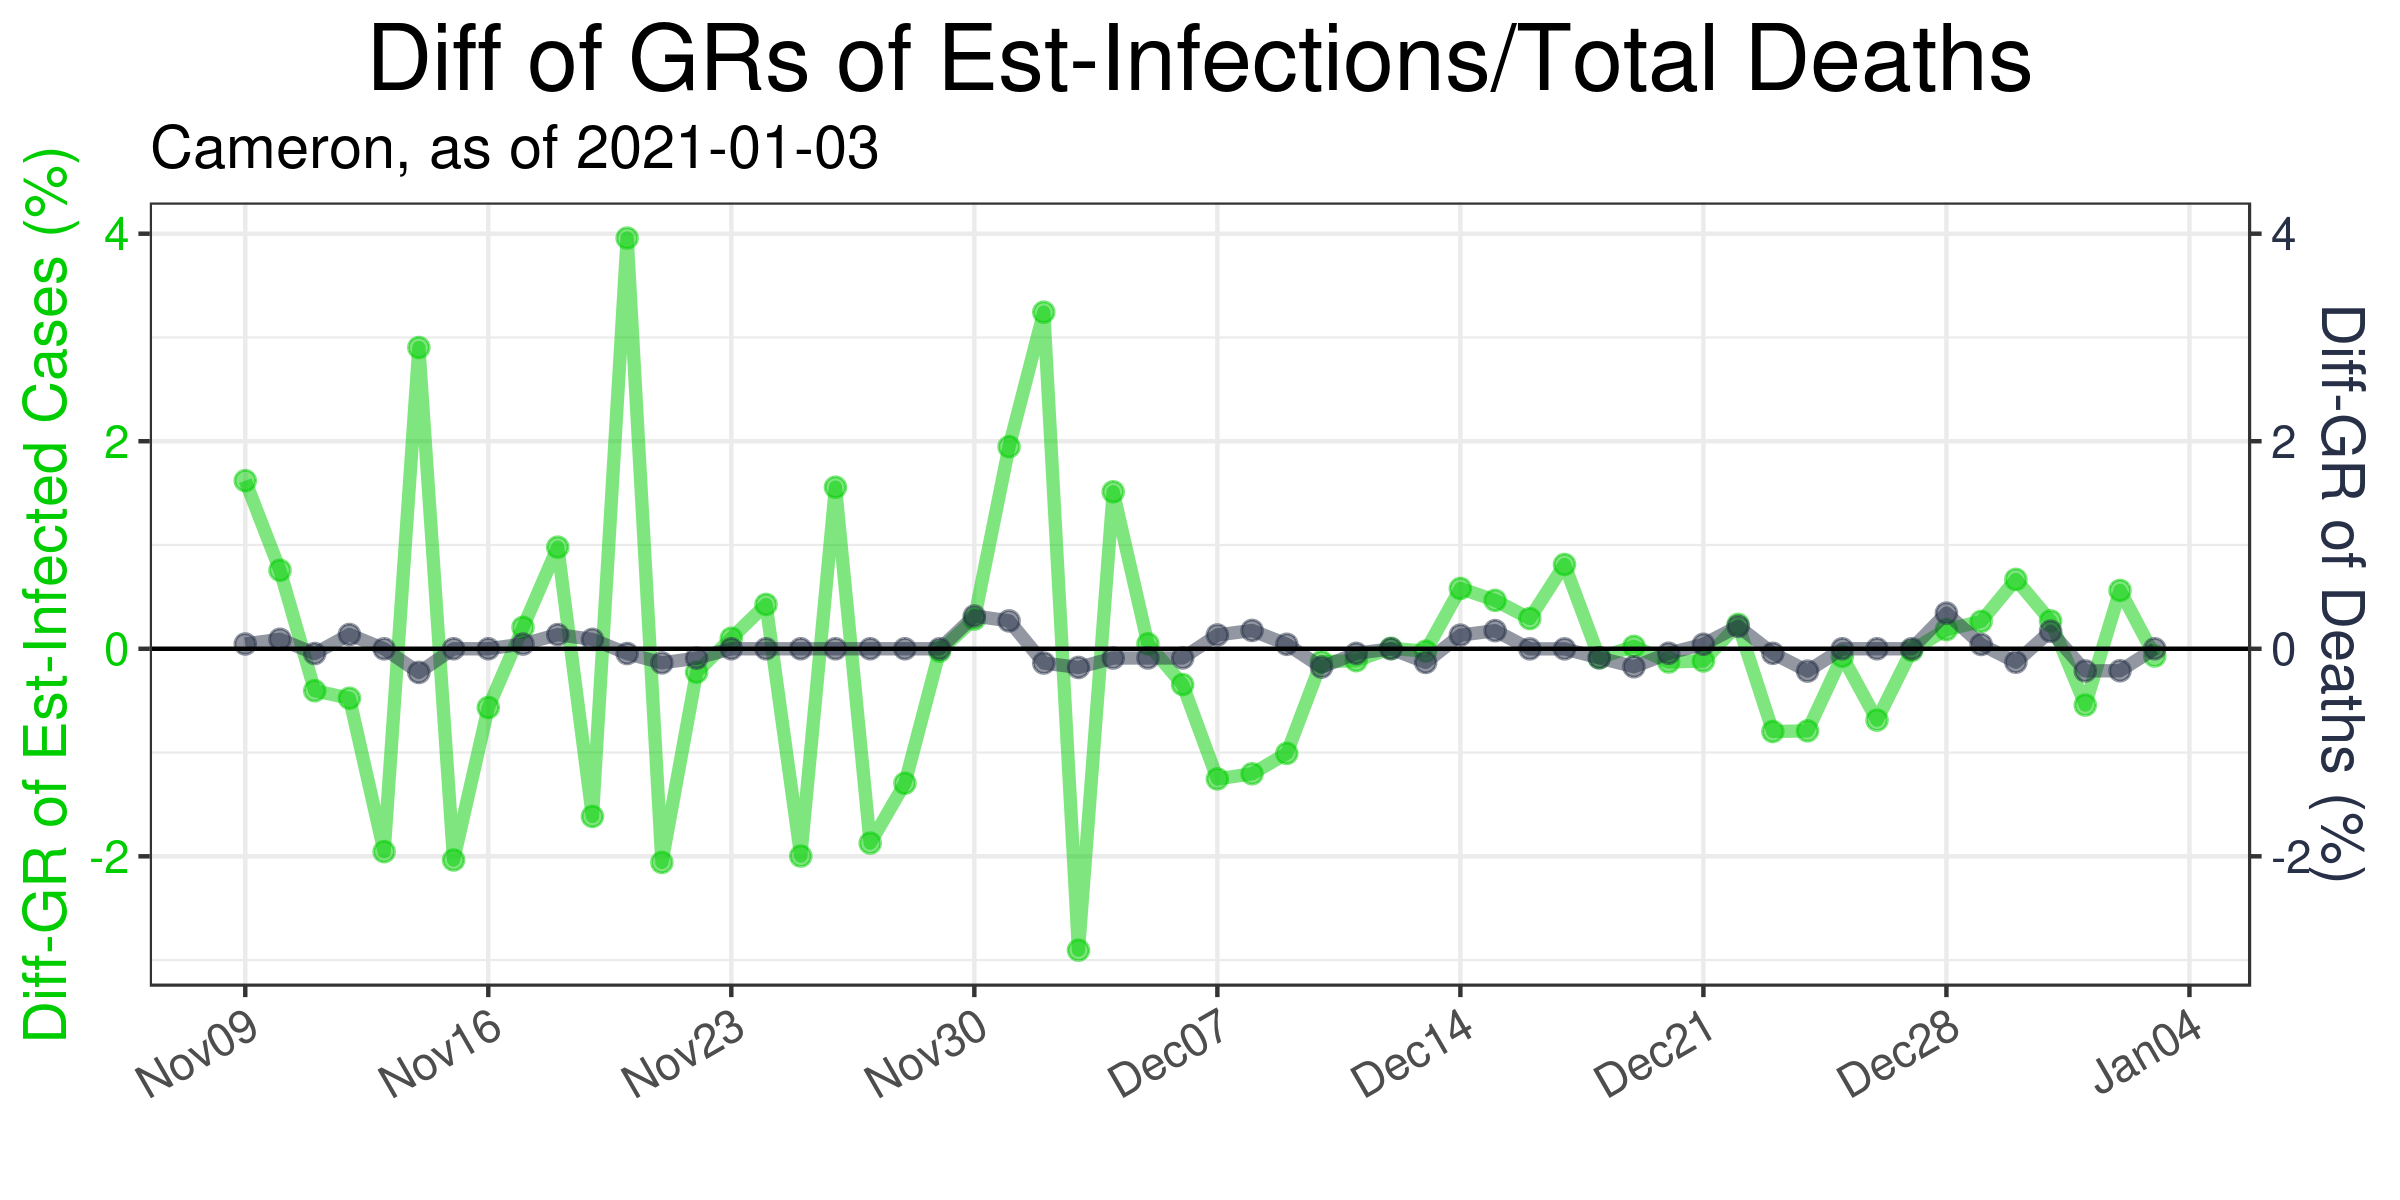 Diff of GRs of Est-Infections/Total Deaths
Cameron, as of 2021-01-03
Diff-GR of Est-Infected Cases (%)
4
2
0
-2
4
2
0
-2
Diff-GR of Deaths (%)
Nov09
Nov16
Nov23
Nov30
Dec07
Dec14
Dec21
Dec28
Jan04